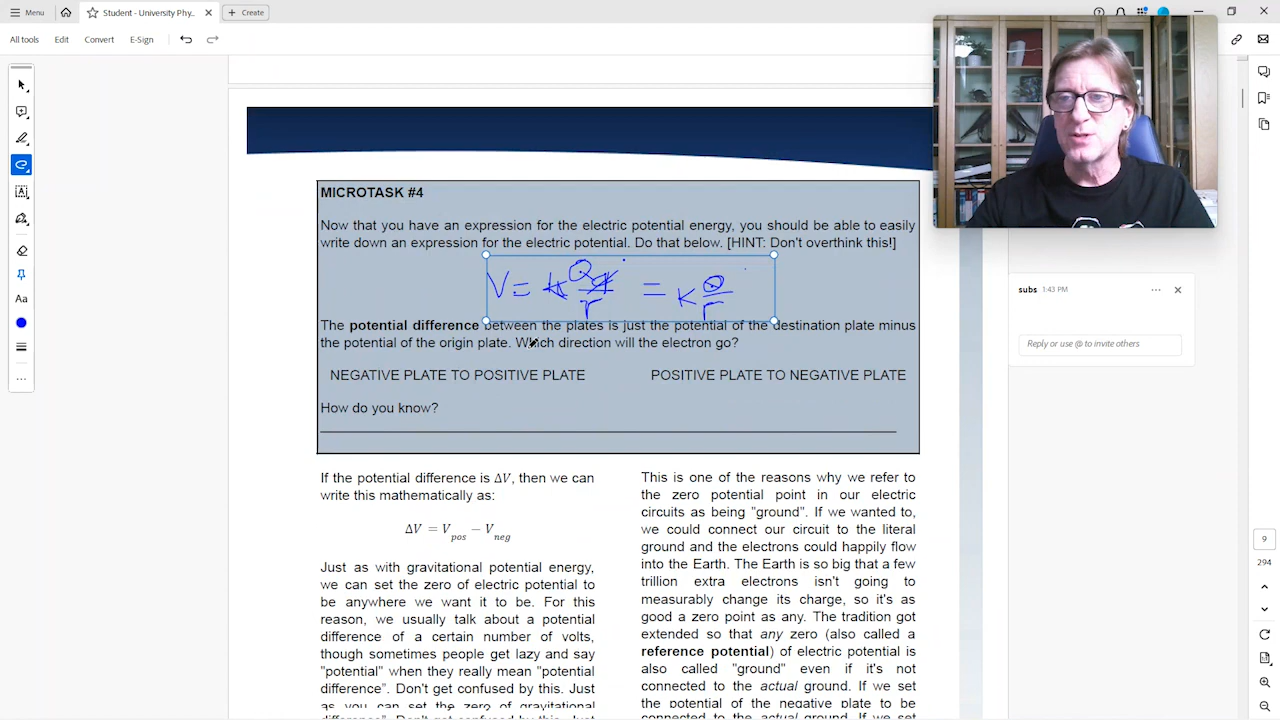 Menu
Student - University Phy...
Create
All tools
Edit
Convert
E-Sign
MICROTASK #4
Now that you have an expression for the electric potential energy, you should be able to easily
write down an expression for the electric potential. Do that below. [HINT: Don't overthink this!]
V = k Qq/r = k Q/r
The potential difference between the plates is just the potential of the destination plate minus
the potential of the origin plate. Which direction will the electron go?
NEGATIVE PLATE TO POSITIVE PLATE
POSITIVE PLATE TO NEGATIVE PLATE
How do you know?
If the potential difference is ΔV, then we can
write this mathematically as:
ΔV = Vpos − Vneg
Just as with gravitational potential energy,
we can set the zero of electric potential to
be anywhere we want it to be. For this
reason, we usually talk about a potential
difference of a certain number of volts,
though sometimes people get lazy and say
"potential" when they really mean "potential
difference". Don't get confused by this. Just
as you can set the zero of gravitational
This is one of the reasons why we refer to
the zero potential point in our electric
circuits as being "ground". If we wanted to,
we could connect our circuit to the literal
ground and the electrons could happily flow
into the Earth. The Earth is so big that a few
trillion extra electrons isn't going to
measurably change its charge, so it's as
good a zero point as any. The tradition got
extended so that any zero (also called a
reference potential) of electric potential is
also called "ground" even if it's not
connected to the actual ground. If we set
the potential of the negative plate to be
subs 1:43 PM
Reply or use @ to invite others
9
294
Aa